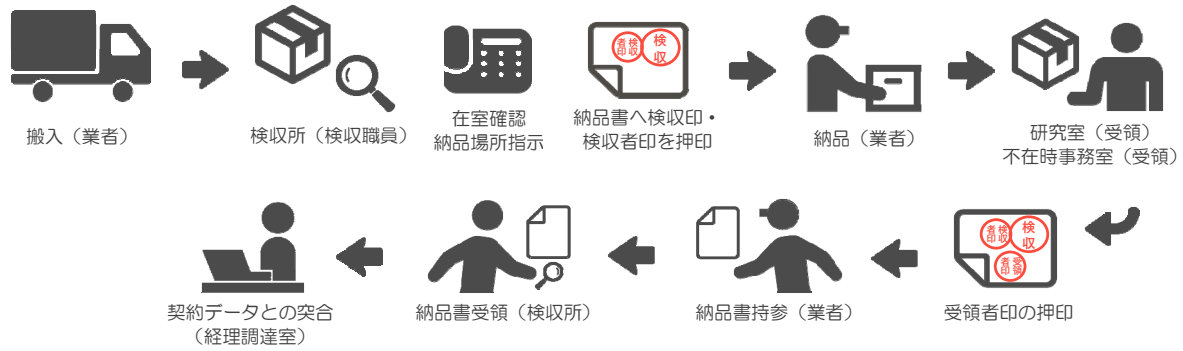 搬入（業者）
検収所（検収職員）
在室確認
納品場所指示
検収
者印
検収
納品書へ検収印・
検収者印を押印
納品（業者）
研究室（受領）
不在時事務室（受領）
検収
者印
検収
受領
者印
受領者印の押印
納品書持参（業者）
納品書受領（検収所）
契約データとの突合
（経理調達室）